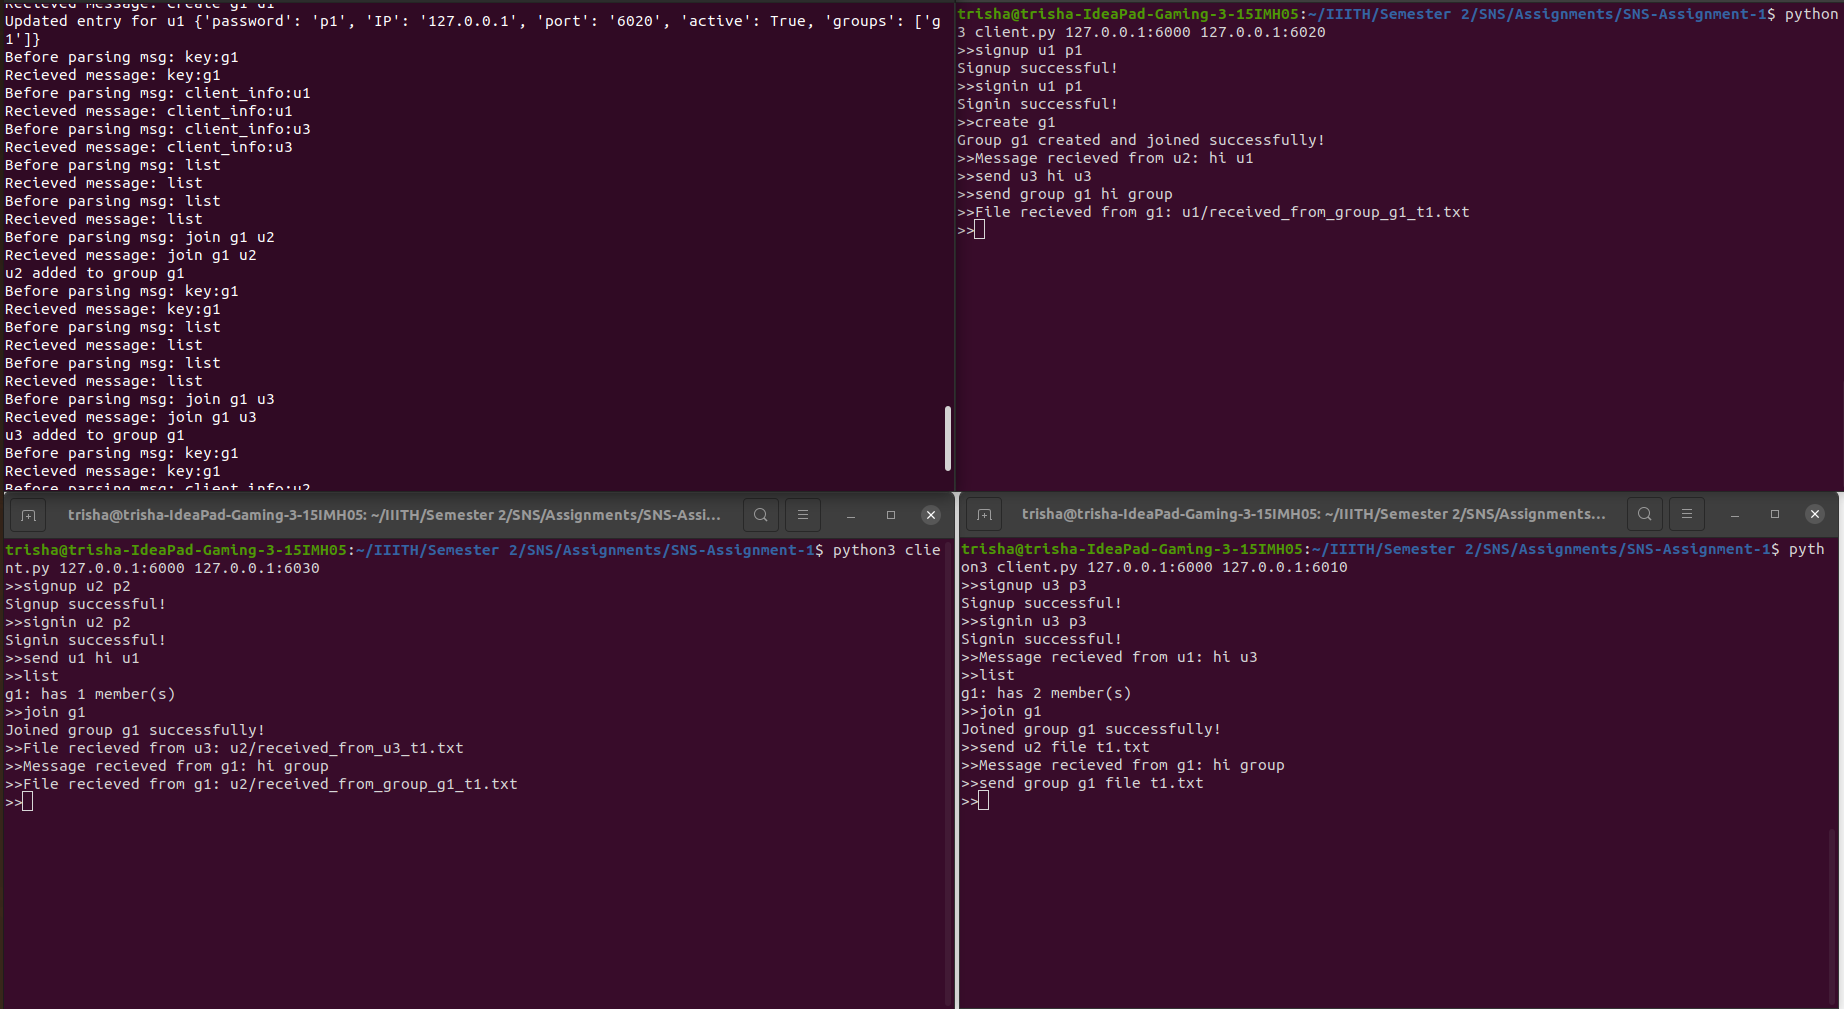 Recieved message: create g1 u1
Updated entry for u1 {'password': 'p1', 'IP': '127.0.0.1', 'port': '6020', 'active': True, 'groups': ['g
1']}
Before parsing msg: key:g1
Recieved message: key:g1
Before parsing msg: client_info:u1
Recieved message: client_info:u1
Before parsing msg: client_info:u3
Recieved message: client_info:u3
Before parsing msg: list
Recieved message: list
Before parsing msg: list
Recieved message: list
Before parsing msg: join g1 u2
Recieved message: join g1 u2
u2 added to group g1
Before parsing msg: key:g1
Recieved message: key:g1
Before parsing msg: list
Recieved message: list
Before parsing msg: list
Recieved message: list
Before parsing msg: join g1 u3
Recieved message: join g1 u3
u3 added to group g1
Before parsing msg: key:g1
Recieved message: key:g1
Before parsing msg: client_info:u2
trisha@trisha-IdeaPad-Gaming-3-15IMH05:~/IIITH/Semester 2/SNS/Assignments/SNS-Assignment-1$ python
3 client.py 127.0.0.1:6000 127.0.0.1:6020
>>signup u1 p1
Signup successful!
>>signin u1 p1
Signin successful!
>>create g1
Group g1 created and joined successfully!
>>Message recieved from u2: hi u1
>>send u3 hi u3
>>send group g1 hi group
>>File recieved from g1: u1/received_from_group_g1_t1.txt
>>
trisha@trisha-IdeaPad-Gaming-3-15IMH05: ~/IIITH/Semester 2/SNS/Assignments/SNS-Assi...
trisha@trisha-IdeaPad-Gaming-3-15IMH05:~/IIITH/Semester 2/SNS/Assignments/SNS-Assignment-1$ python3 clie
nt.py 127.0.0.1:6000 127.0.0.1:6030
>>signup u2 p2
Signup successful!
>>signin u2 p2
Signin successful!
>>send u1 hi u1
>>list
g1: has 1 member(s)
>>join g1
Joined group g1 successfully!
>>File recieved from u3: u2/received_from_u3_t1.txt
>>Message recieved from g1: hi group
>>File recieved from g1: u2/received_from_group_g1_t1.txt
>>
trisha@trisha-IdeaPad-Gaming-3-15IMH05: ~/IIITH/Semester 2/SNS/Assignments...
trisha@trisha-IdeaPad-Gaming-3-15IMH05:~/IIITH/Semester 2/SNS/Assignments/SNS-Assignment-1$ pyth
on3 client.py 127.0.0.1:6000 127.0.0.1:6010
>>signup u3 p3
Signup successful!
>>signin u3 p3
Signin successful!
>>Message recieved from u1: hi u3
>>list
g1: has 2 member(s)
>>join g1
Joined group g1 successfully!
>>send u2 file t1.txt
>>Message recieved from g1: hi group
>>send group g1 file t1.txt
>>